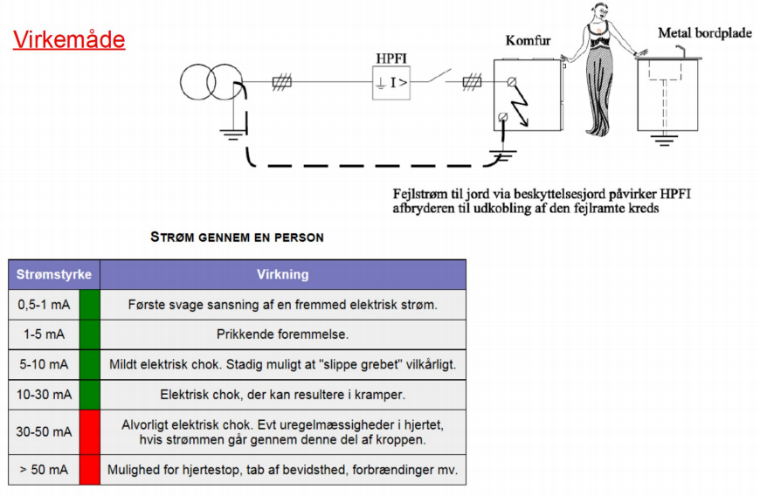 Virkemåde
HPFI
I >
Komfur
Metal bordplade
Fejlstrøm til jord via beskyttelsesjord påvirker HPFI
afbryderen til udkobling af den fejlramte kreds
STRØM GENNEM EN PERSON
Strømstyrke Virkning
0,5-1 mA Første svage sansning af en fremmed elektrisk strøm.
1-5 mA Prikkende foremmelse.
5-10 mA Mildt elektrisk chok. Stadig muligt at "slippe grebet" vilkårligt.
10-30 mA Elektrisk chok, der kan resultere i kramper.
30-50 mA Alvorligt elektrisk chok. Evt uregelmæssigheder i hjertet,
hvis strømmen går gennem denne del af kroppen.
> 50 mA Mulighed for hjertestop, tab af bevidsthed, forbrændinger mv.